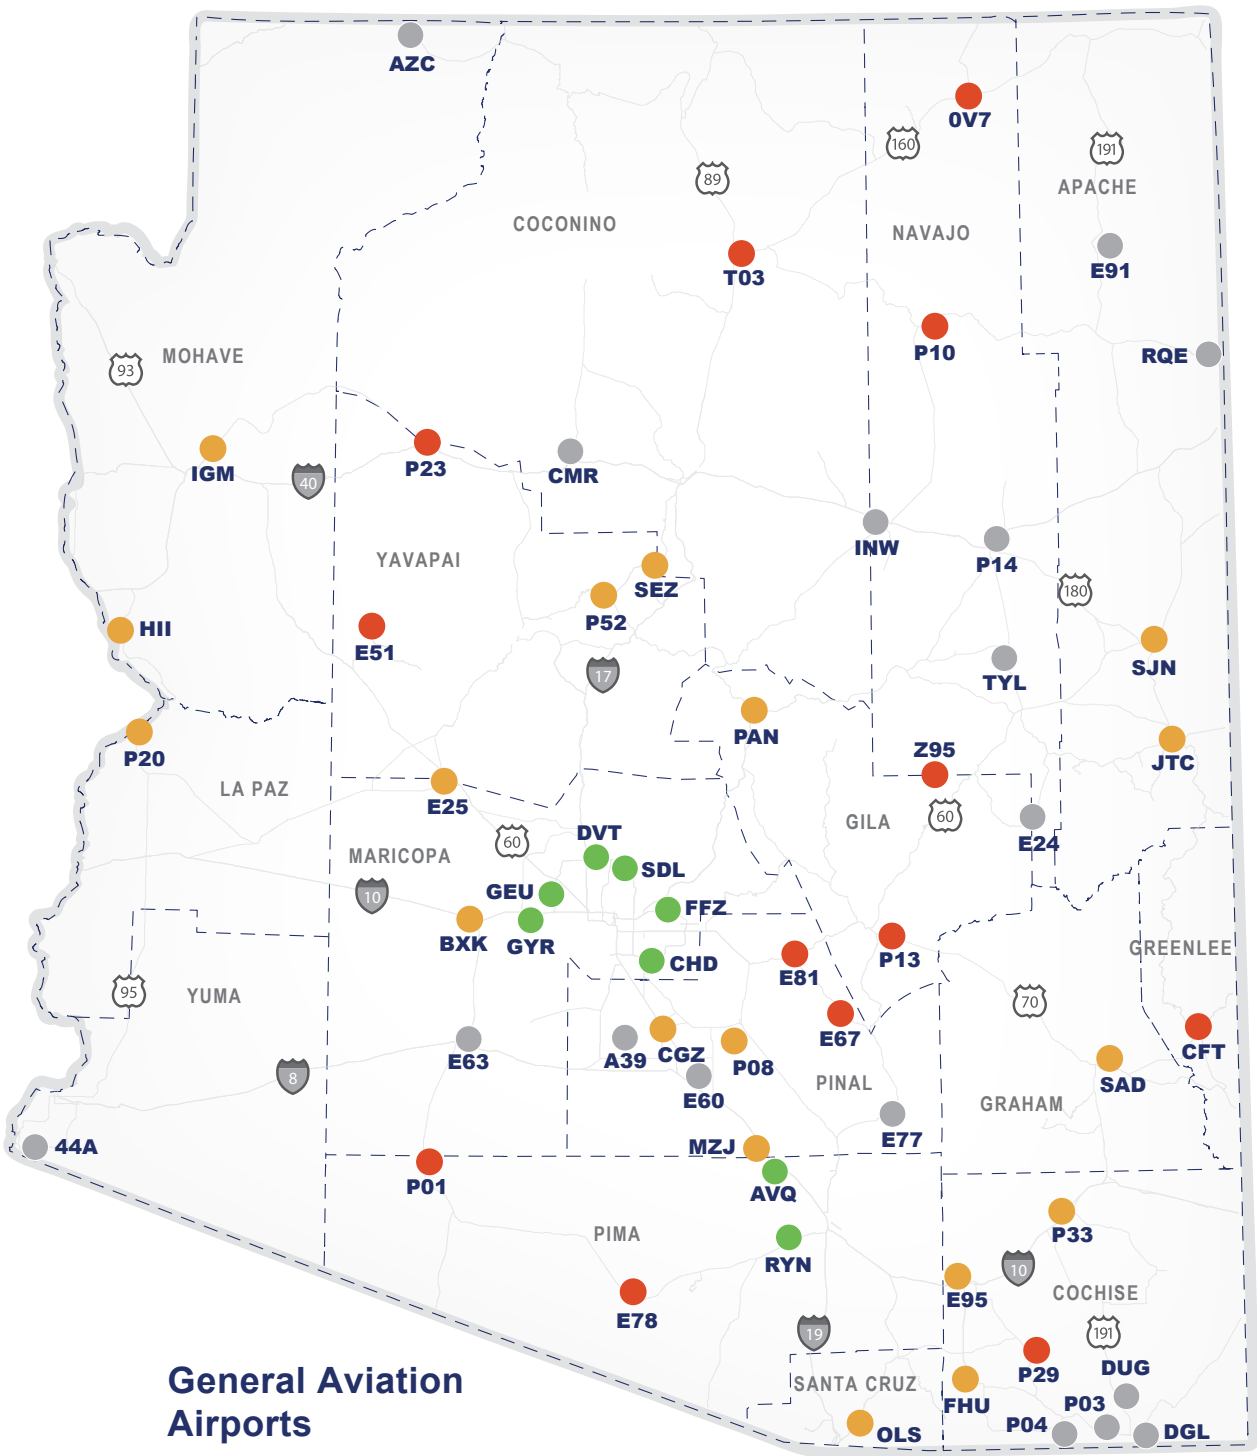 AZC
0V7
160
191
89
APACHE
COCONINO
NAVAJO
E91
T03
P10
RQE
MOHAVE
93
IGM
P23
CMR
40
INW
P14
YAVAPAI
SEZ
P52
180
HII
E51
17
TYL
SJN
PAN
P20
Z95
JTC
LA PAZ
E25
GILA
60
E24
DVT
60
MARICOPA
SDL
GEU
10
FFZ
BXK
GYR
GREENLEE
CHD
E81
P13
95
YUMA
70
E67
CFT
E63
A39
CGZ
P08
8
PINAL
SAD
E60
GRAHAM
E77
44A
MZJ
P01
AVQ
PIMA
P33
RYN
10
E95
COCHISE
E78
19
191
P29
DUG
General Aviation
Airports
SANTA CRUZ
FHU
P03
P04
OLS
DGL